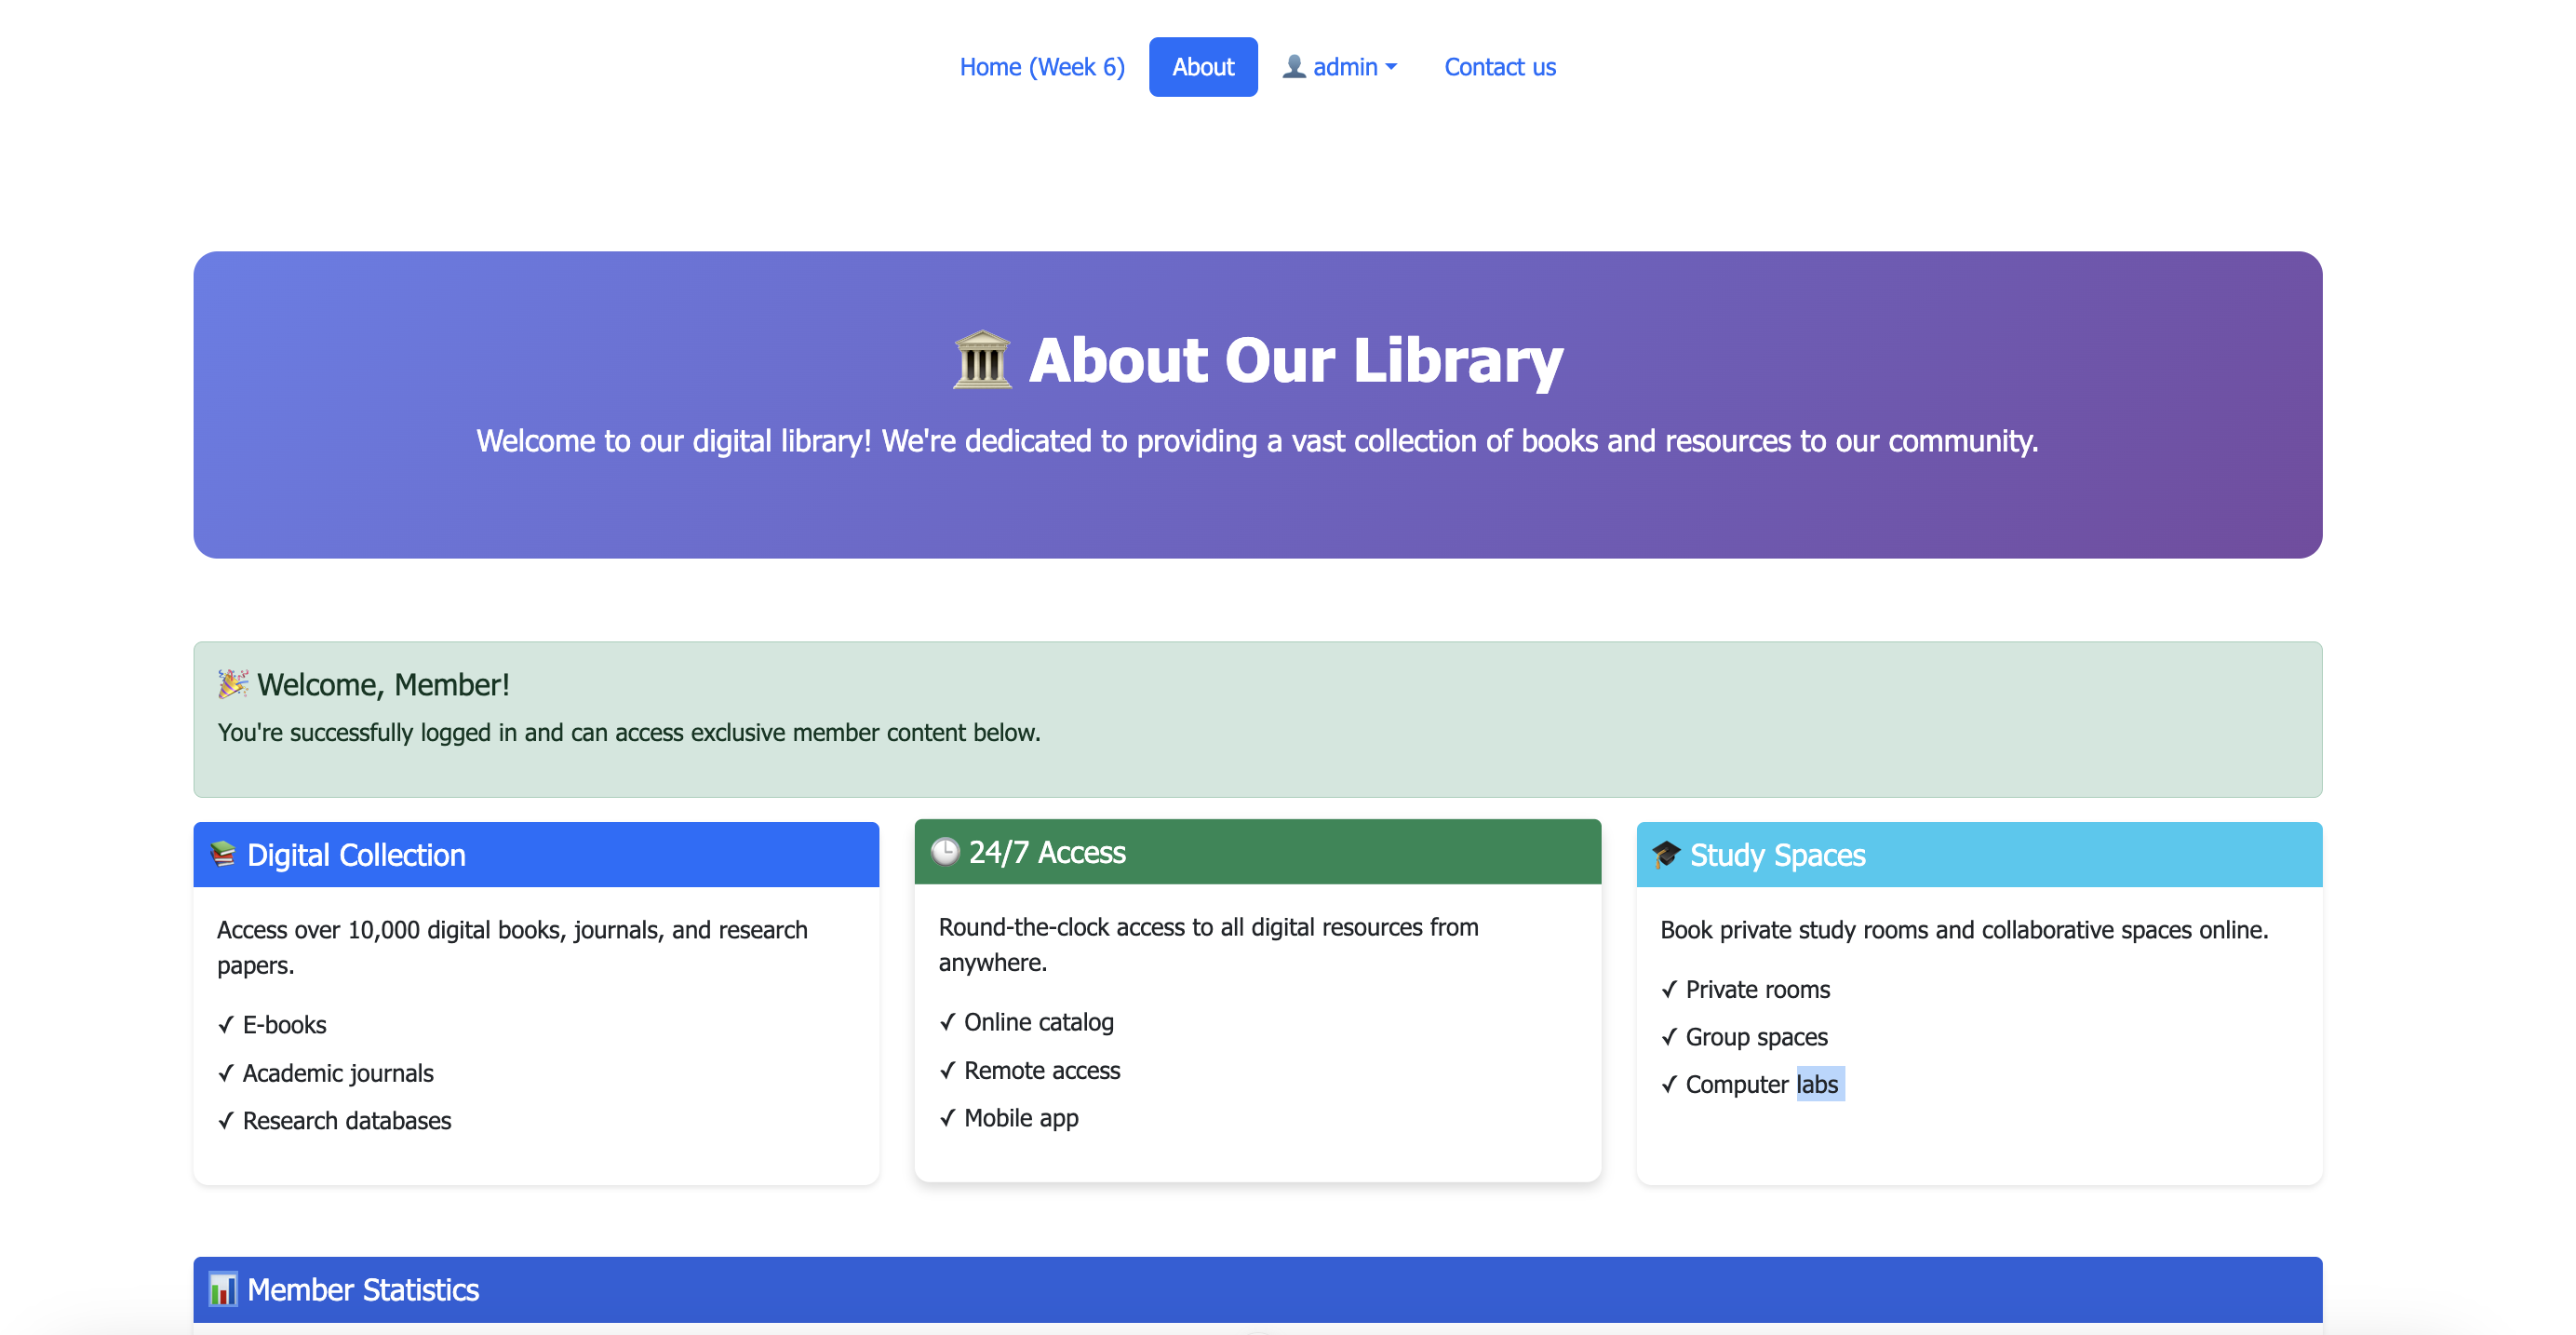 Home (Week 6) About 👤 admin Contact us
🏛️ About Our Library
Welcome to our digital library! We're dedicated to providing a vast collection of books and resources to our community.
🎉 Welcome, Member!
You're successfully logged in and can access exclusive member content below.
📚 Digital Collection
Access over 10,000 digital books, journals, and research
papers.
✓ E-books
✓ Academic journals
✓ Research databases
🕒 24/7 Access
Round-the-clock access to all digital resources from
anywhere.
✓ Online catalog
✓ Remote access
✓ Mobile app
🎓 Study Spaces
Book private study rooms and collaborative spaces online.
✓ Private rooms
✓ Group spaces
✓ Computer labs
📊 Member Statistics